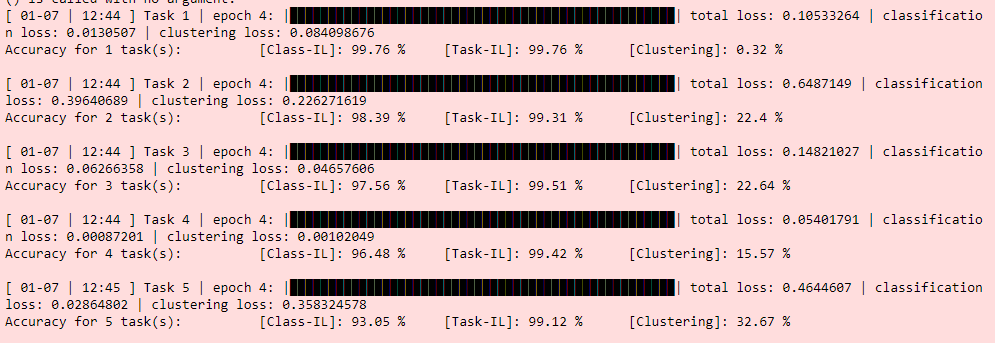 () is called with no argument.
[ 01-07 | 12:44 ] Task 1 | epoch 4: || total loss: 0.10533264 | classificatio
n loss: 0.0130507 | clustering loss: 0.084098676
Accuracy for 1 task(s): [Class-IL]: 99.76 % [Task-IL]: 99.76 % [Clustering]: 0.32 %
[ 01-07 | 12:44 ] Task 2 | epoch 4: || total loss: 0.6487149 | classification
loss: 0.39640689 | clustering loss: 0.226271619
Accuracy for 2 task(s): [Class-IL]: 98.39 % [Task-IL]: 99.31 % [Clustering]: 22.4 %
[ 01-07 | 12:44 ] Task 3 | epoch 4: || total loss: 0.14821027 | classificatio
n loss: 0.06266358 | clustering loss: 0.04657606
Accuracy for 3 task(s): [Class-IL]: 97.56 % [Task-IL]: 99.51 % [Clustering]: 22.64 %
[ 01-07 | 12:44 ] Task 4 | epoch 4: || total loss: 0.05401791 | classificatio
n loss: 0.00087201 | clustering loss: 0.00102049
Accuracy for 4 task(s): [Class-IL]: 96.48 % [Task-IL]: 99.42 % [Clustering]: 15.57 %
[ 01-07 | 12:45 ] Task 5 | epoch 4: || total loss: 0.4644607 | classification
loss: 0.02864802 | clustering loss: 0.358324578
Accuracy for 5 task(s): [Class-IL]: 93.05 % [Task-IL]: 99.12 % [Clustering]: 32.67 %